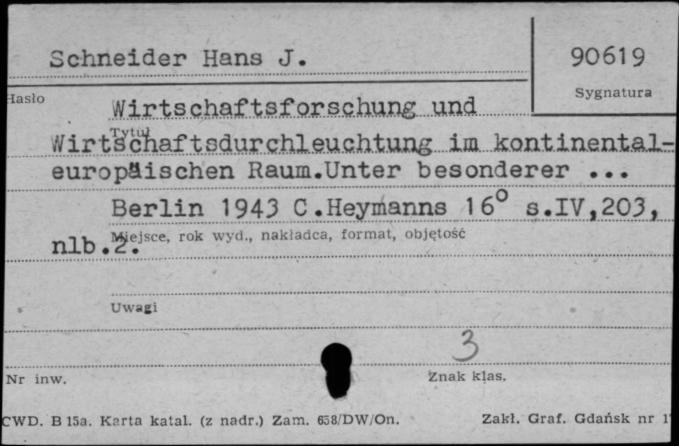 Schneider Hans J.
90619
Hasło
Sygnatura
Wirtschaftsforschung und
Tytuł
Wirtschaftsdurchleuchtung im kontinental-
europäischen Raum.Unter besonderer ...
Berlin 1943 C.Heymanns 16° s.IV,203,
Miejsce, rok wyd., nakładca, format, objętość
nlb.2.
Uwagi
3
Nr inw.
Znak klas.
CWD. B 15a. Karta katal. (z nadr.) Zam. 658/DW/On.
Zakł. Graf. Gdańsk nr 1